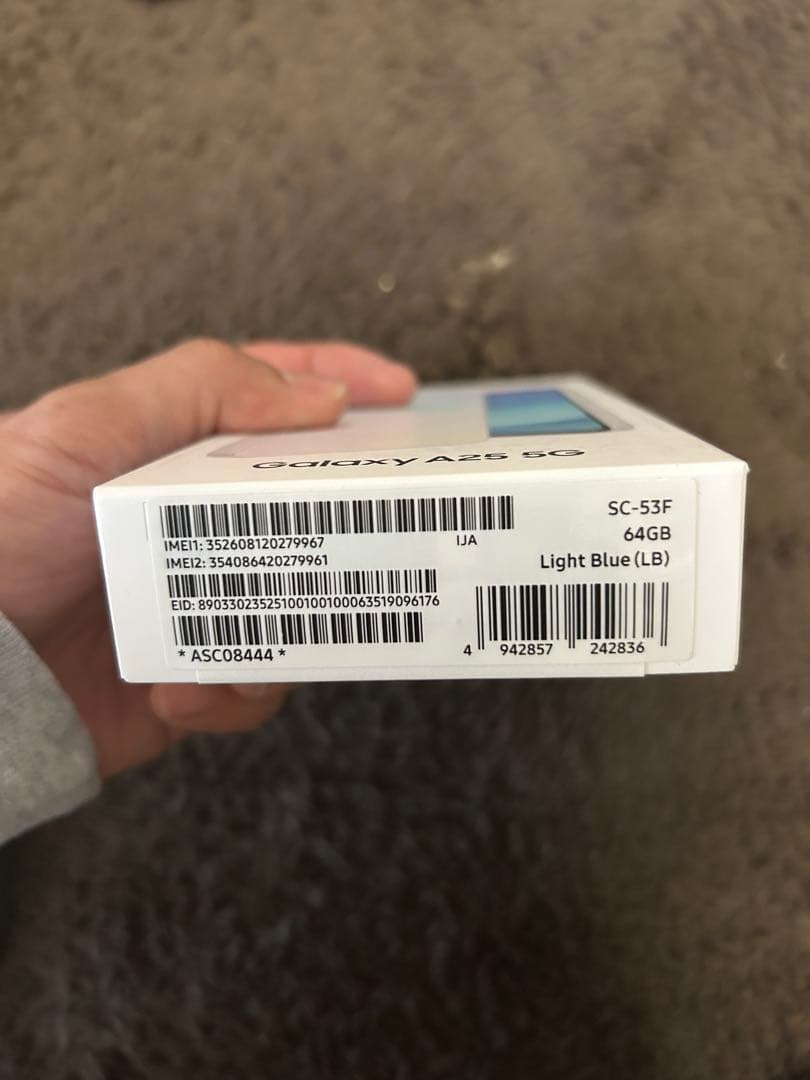 Galaxy A25 5G
IMEI1: 352608120279967
IJA
IMEI2: 354086420279961
EID: 89033023525100100100063519096176
* ASC08444 *
SC-53F
64GB
Light Blue (LB)
4 942857 242836